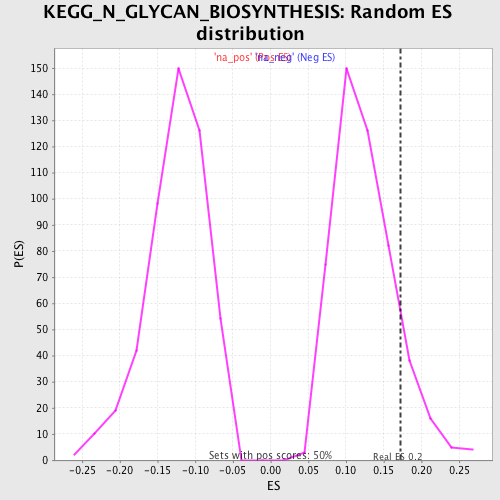 KEGG_N_GLYCAN_BIOSYNTHESIS: Random ES
distribution
'na_pos' (Pos ES) 'na_neg' (Neg ES)
150
140
130
120
110
100
90
80
70
60
50
40
30
20
10
0
P(ES)
Sets with pos scores: 50%
Real ES 0.2
-0.25 -0.20 -0.15 -0.10 -0.05 0.00 0.05 0.10 0.15 0.20 0.25
ES